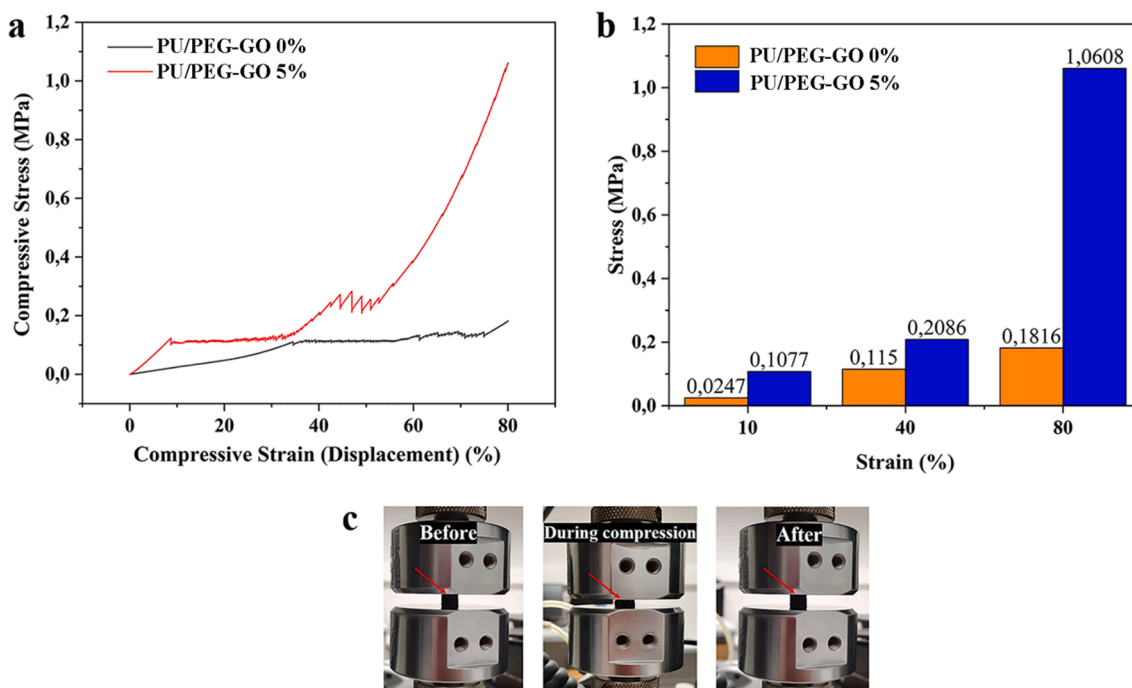 a
PU/PEG-GO 0%
PU/PEG-GO 5%
1,2
1,0
0,8
0,6
0,4
0,2
0,0
Compressive Stress (MPa)
0
20
40
60
80
Compressive Strain (Displacement) (%)
b
PU/PEG-GO 0%
PU/PEG-GO 5%
1,2
1,0
0,8
0,6
0,4
0,2
0,0
Stress (MPa)
0,0247
0,1077
0,115
0,2086
0,1816
1,0608
10
40
80
Strain (%)
c
Before
During compression
After